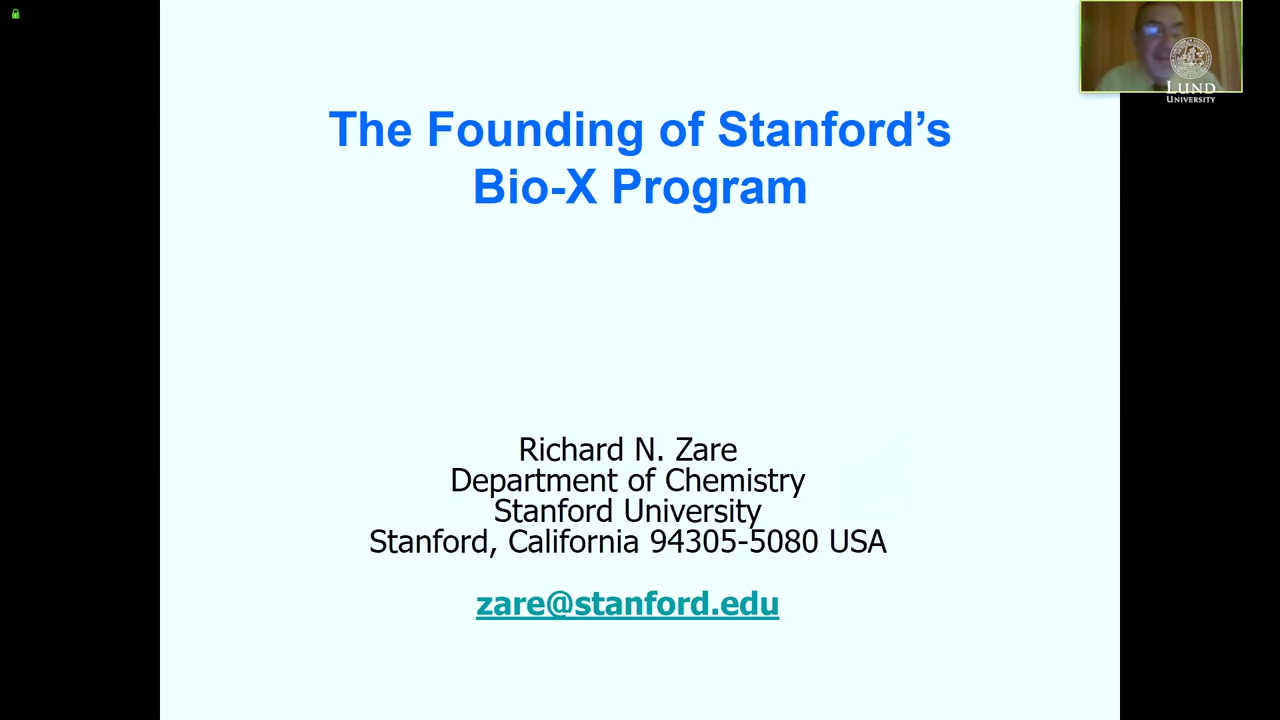 The Founding of Stanford’s
Bio-X Program
Richard N. Zare
Department of Chemistry
Stanford University
Stanford, California 94305-5080 USA
zare@stanford.edu
LUND
UNIVERSITY